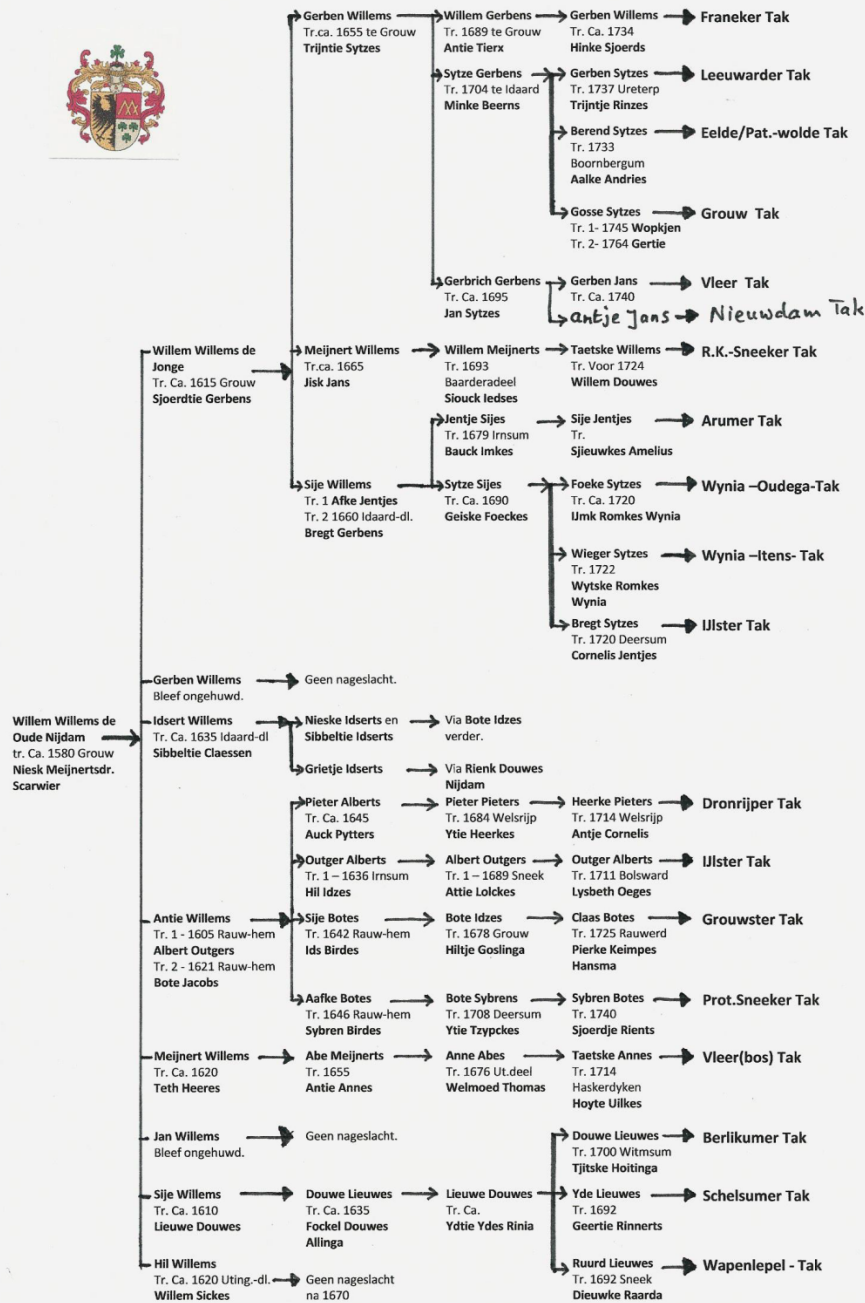 Gerben Willems
Tr.ca. 1655 te Grouw
Trijntie Sytzes
Willem Gerbens
Tr. 1689 te Grouw
Antie Tierx
Gerben Willems
Tr. Ca. 1734
Hinke Sjoerds
Franeker Tak
Sytze Gerbens
Tr. 1704 te Idaard
Minke Beerns
Gerben Sytzes
Tr. 1737 Ureterp
Trijntje Rinzes
Leeuwarder Tak
Berend Sytzes
Tr. 1733
Boornbergum
Aalke Andries
Eelde/Pat.-wolde Tak
Gosse Sytzes
Tr. 1- 1745 Wopkjen
Tr. 2- 1764 Gertie
Grouw Tak
Gerbrich Gerbens
Tr. Ca. 1695
Jan Sytzes
Gerben Jans
Tr. Ca. 1740
Vleer Tak
antje Jans
Nieuwdam Tak
Willem Willems de
Jonge
Tr. Ca. 1615 Grouw
Sjoerdtie Gerbens
Meijnert Willems
Tr.ca. 1665
Jisk Jans
Willem Meijnerts
Tr. 1693
Baarderadeel
Siouck Iedses
Taetske Willems
Tr. Voor 1724
Willem Douwes
R.K.-Sneeker Tak
Jentje Sijes
Tr. 1679 Irnsum
Bauck Imkes
Sije Jentjes
Tr.
Sjieuwkes Amelius
Arumer Tak
Sije Willems
Tr. 1 Afke Jentjes
Tr. 2 1660 Idaard-dl.
Bregt Gerbens
Sytze Sijes
Tr. Ca. 1690
Geiske Foeckes
Foeke Sytzes
Tr. Ca. 1720
IJmk Romkes Wynia
Wynia –Oudega-Tak
Wieger Sytzes
Tr. 1722
Wytske Romkes
Wynia
Wynia –Itens- Tak
Bregt Sytzes
Tr. 1720 Deersum
Cornelis Jentjes
IJlster Tak
Gerben Willems
Bleef ongehuwd.
Geen nageslacht.
Willem Willems de
Oude Nijdam
tr. Ca. 1580 Grouw
Niesk Meijnertsdr.
Scarwier
Idsert Willems
Tr. Ca. 1635 Idaard-dl
Sibbeltie Claessen
Nieske Idserts en
Sibbeltie Idserts
Via Bote Idzes
verder.
Grietje Idserts
Via Rienk Douwes
Nijdam
Pieter Alberts
Tr. Ca. 1645
Auck Pytters
Pieter Pieters
Tr. 1684 Welsrijp
Ytie Heerkes
Heerke Pieters
Tr. 1714 Welsrijp
Antje Cornelis
Dronrijper Tak
Outger Alberts
Tr. 1 – 1636 Irnsum
Hil Idzes
Albert Outgers
Tr. 1 – 1689 Sneek
Attie Lolckes
Outger Alberts
Tr. 1711 Bolsward
Lysbeth Oeges
IJlster Tak
Antie Willems
Tr. 1 - 1605 Rauw-hem
Albert Outgers
Tr. 2 - 1621 Rauw-hem
Bote Jacobs
Sije Botes
Tr. 1642 Rauw-hem
Ids Birdes
Bote Idzes
Tr. 1678 Grouw
Hiltje Goslinga
Claas Botes
Tr. 1725 Rauwerd
Pierke Keimpes
Hansma
Grouwster Tak
Aafke Botes
Tr. 1646 Rauw-hem
Sybren Birdes
Bote Sybrens
Tr. 1708 Deersum
Ytie Tzypckes
Sybren Botes
Tr. 1740
Sjoerdje Rients
Prot.Sneeker Tak
Meijnert Willems
Tr. Ca. 1620
Teth Heeres
Abe Meijnerts
Tr. 1655
Antie Annes
Anne Abes
Tr. 1676 Ut.deel
Welmoed Thomas
Taetske Annes
Tr. 1714
Haskerdyken
Hoyte Uilkes
Vleer(bos) Tak
Jan Willems
Bleef ongehuwd.
Geen nageslacht.
Douwe Lieuwes
Tr. 1700 Witmsum
Tjitske Hoitinga
Berlikumer Tak
Sije Willems
Tr. Ca. 1610
Lieuwe Douwes
Douwe Lieuwes
Tr. Ca. 1635
Fockel Douwes
Allinga
Lieuwe Douwes
Tr. Ca.
Ydtie Ydes Rinia
Yde Lieuwes
Tr. 1692
Geertie Rinnerts
Schelsumer Tak
Ruurd Lieuwes
Tr. 1692 Sneek
Dieuwke Raarda
Wapenlepel - Tak
Hil Willems
Tr. Ca. 1620 Uting.-dl.
Willem Sickes
Geen nageslacht
na 1670